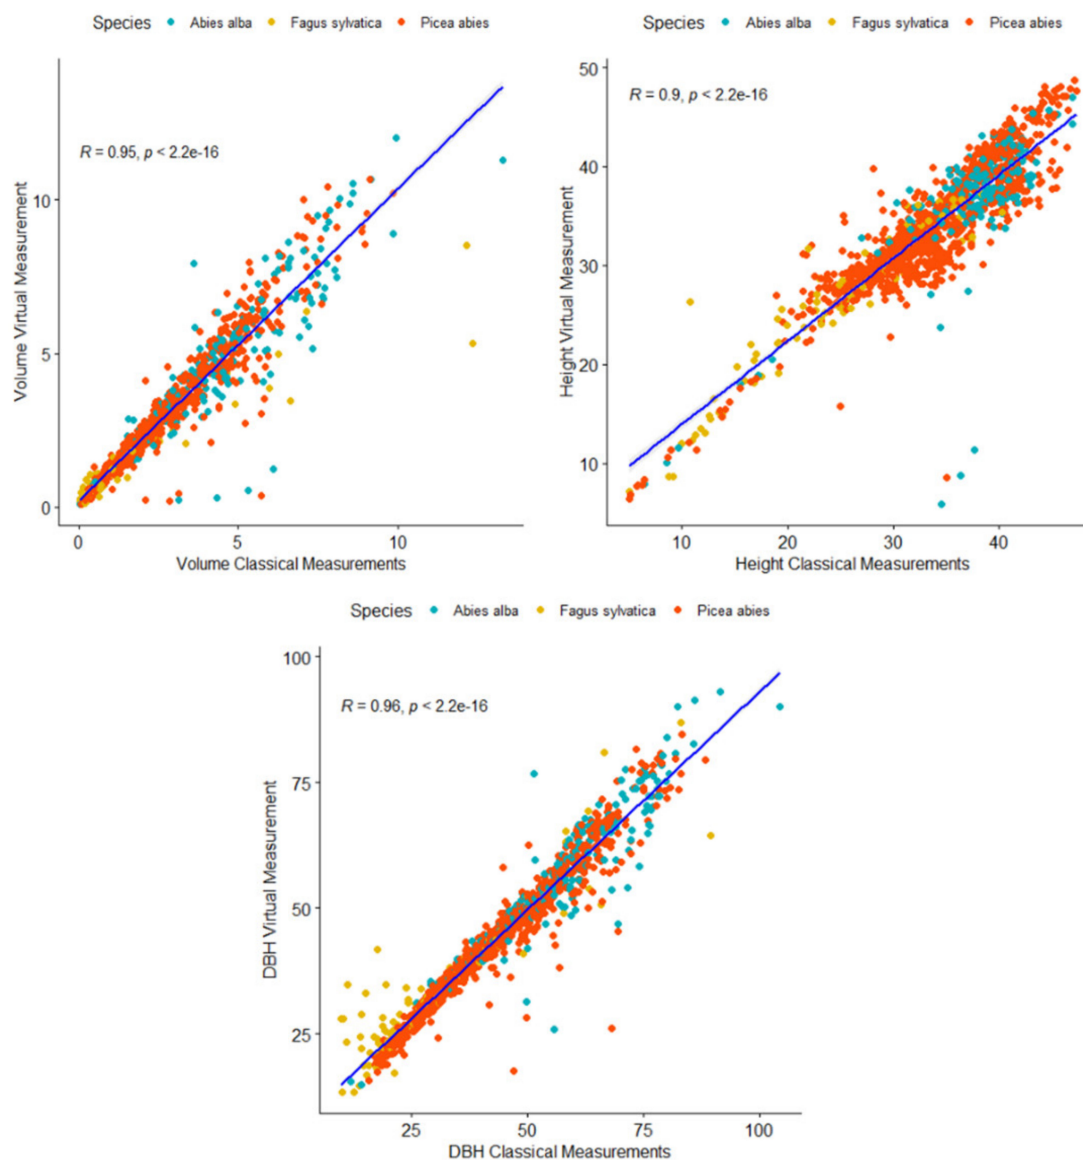 Species Abies alba Fagus sylvatica Picea abies
R = 0.95, p < 2.2e-16
10
5
0
0 5 10
Volume Virtual Measurement
Volume Classical Measurements
Species Abies alba Fagus sylvatica Picea abies
R = 0.9, p < 2.2e-16
50
40
30
20
10
10 20 30 40
Height Virtual Measurement
Height Classical Measurements
Species Abies alba Fagus sylvatica Picea abies
R = 0.96, p < 2.2e-16
100
75
50
25
25 50 75 100
DBH Virtual Measurement
DBH Classical Measurements